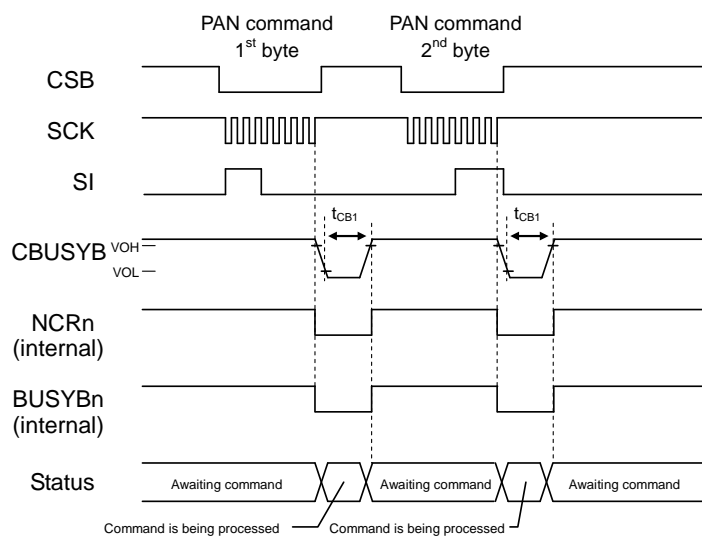 PAN command
1st byte
PAN command
2nd byte
CSB
SCK
SI
tCB1
tCB1
CBUSYB
VOH
VOL
NCRn
(internal)
BUSYBn
(internal)
Status
Awaiting command
Awaiting command
Awaiting command
Command is being processed
Command is being processed